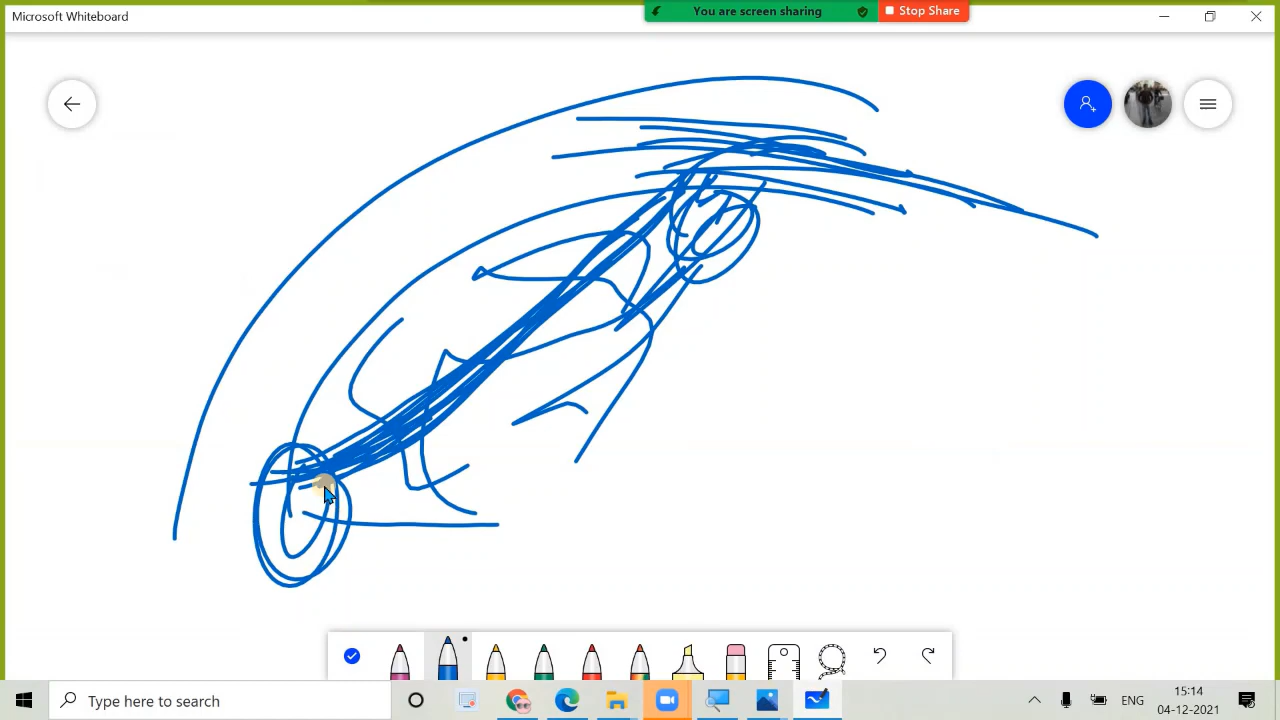 Microsoft Whiteboard
You are screen sharing
Stop Share
Type here to search
ENG
15:14
04-12-2021